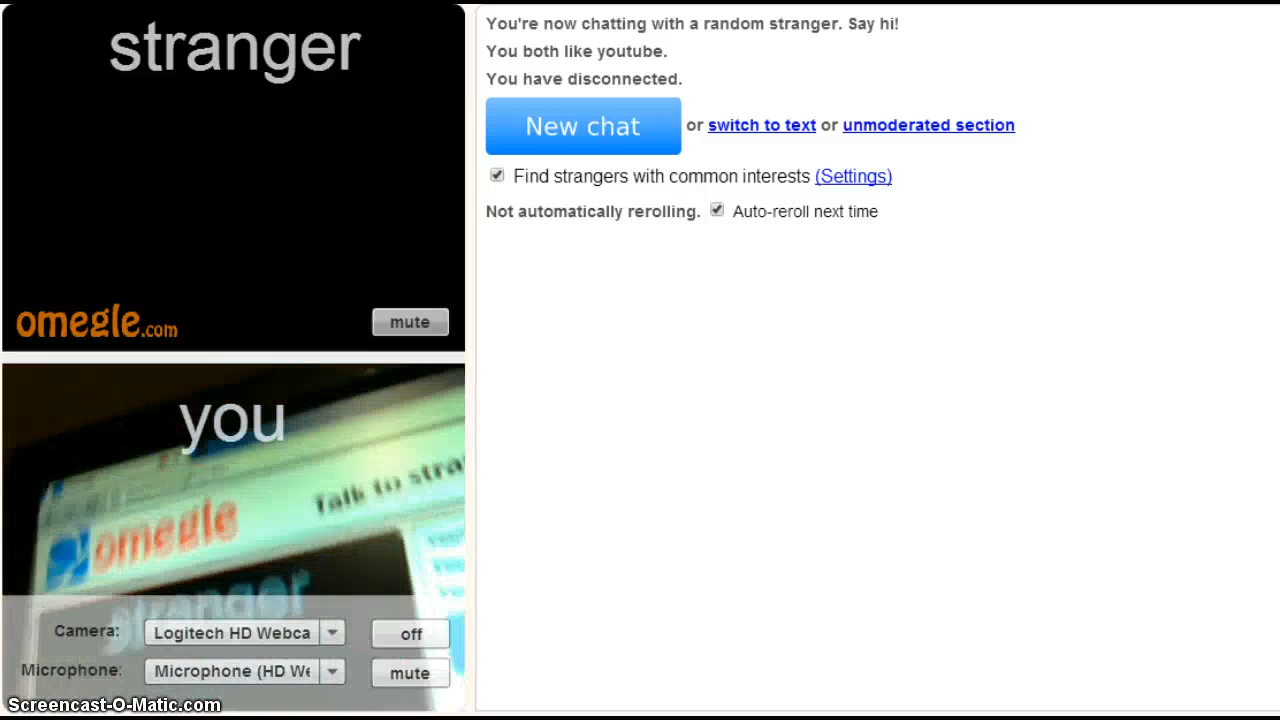 stranger
omegle.com
mute
you
Talk to stra
omegle
stranger
Camera:
Logitech HD Webca
off
Microphone:
Microphone (HD We
mute
Screencast-O-Matic.com
You're now chatting with a random stranger. Say hi!
You both like youtube.
You have disconnected.
New chat or switch to text or unmoderated section
Find strangers with common interests (Settings)
Not automatically rerolling. Auto-reroll next time